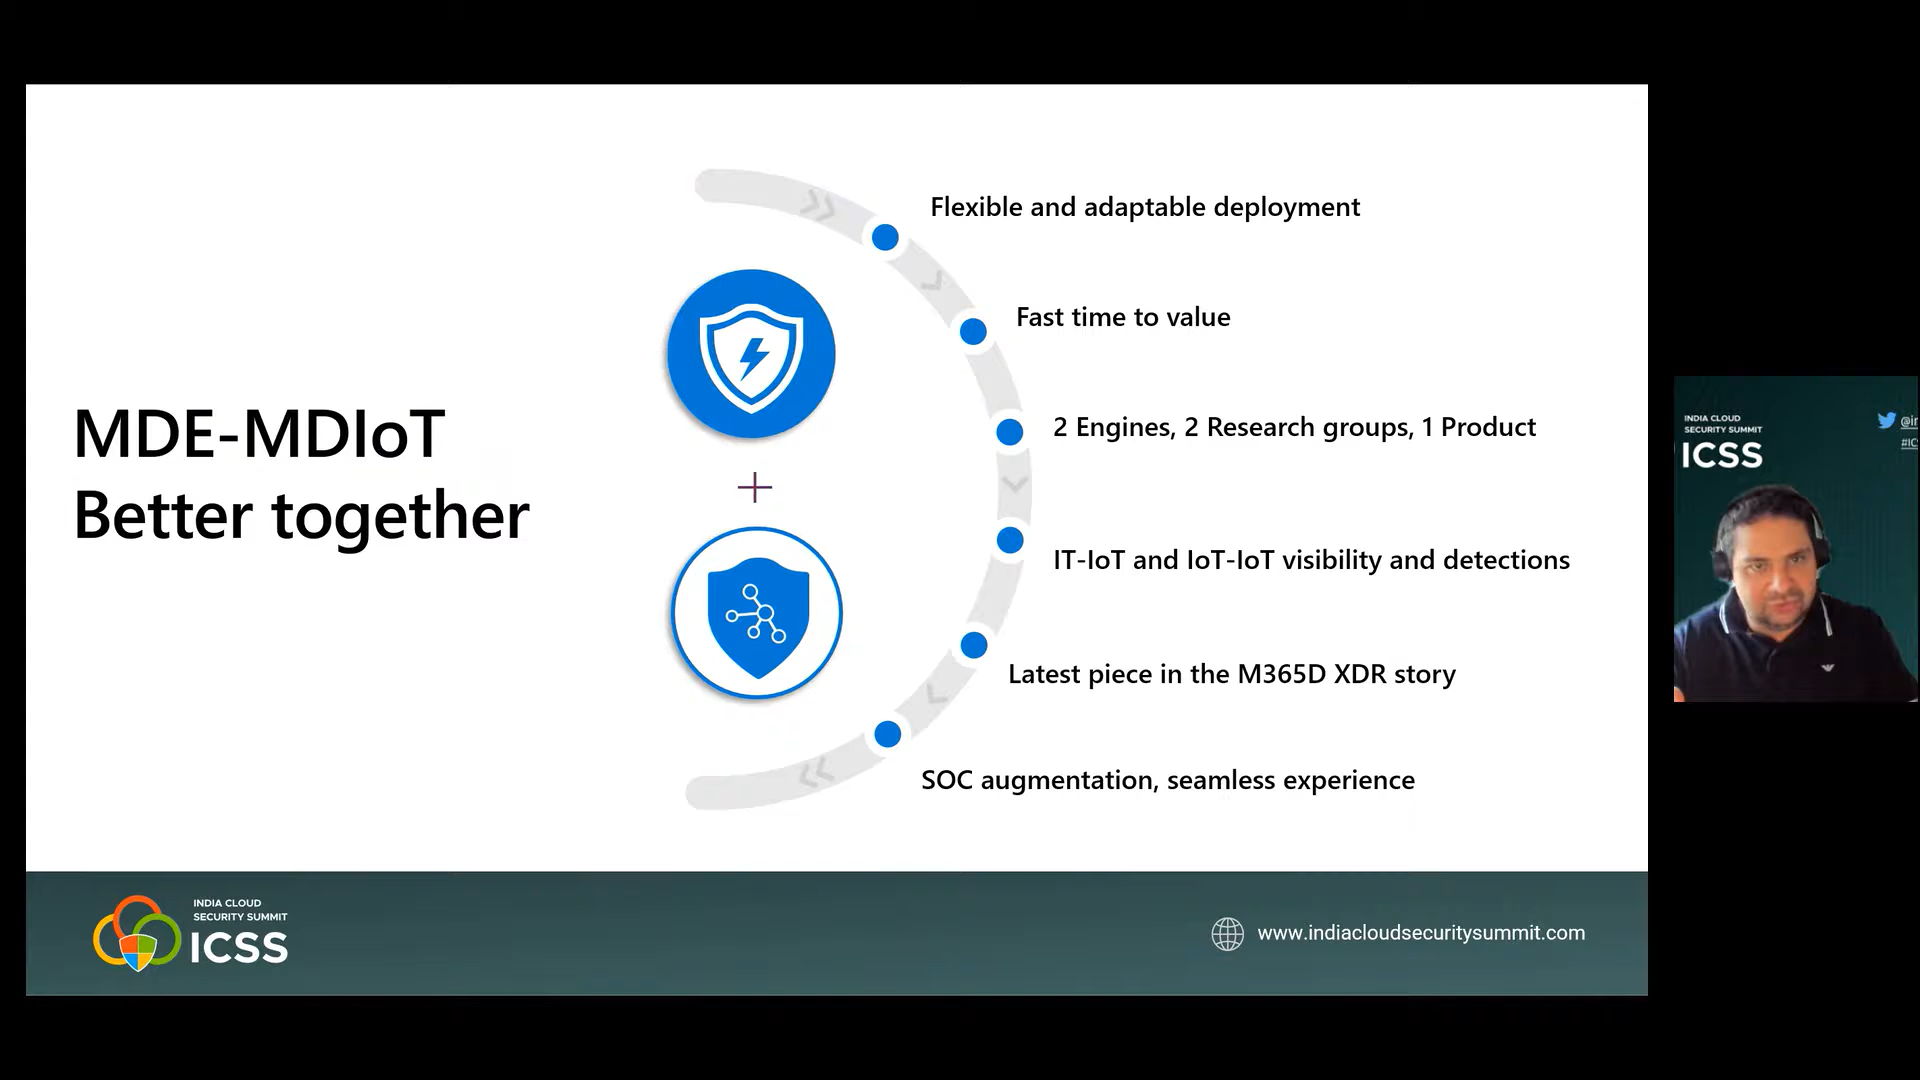 MDE-MDIoT
Better together
Flexible and adaptable deployment
Fast time to value
2 Engines, 2 Research groups, 1 Product
IT-IoT and IoT-IoT visibility and detections
Latest piece in the M365D XDR story
SOC augmentation, seamless experience
INDIA CLOUD
SECURITY SUMMIT
ICSS
www.indiacloudsecuritysummit.com
INDIA CLOUD
SECURITY SUMMIT
ICSS
#IC